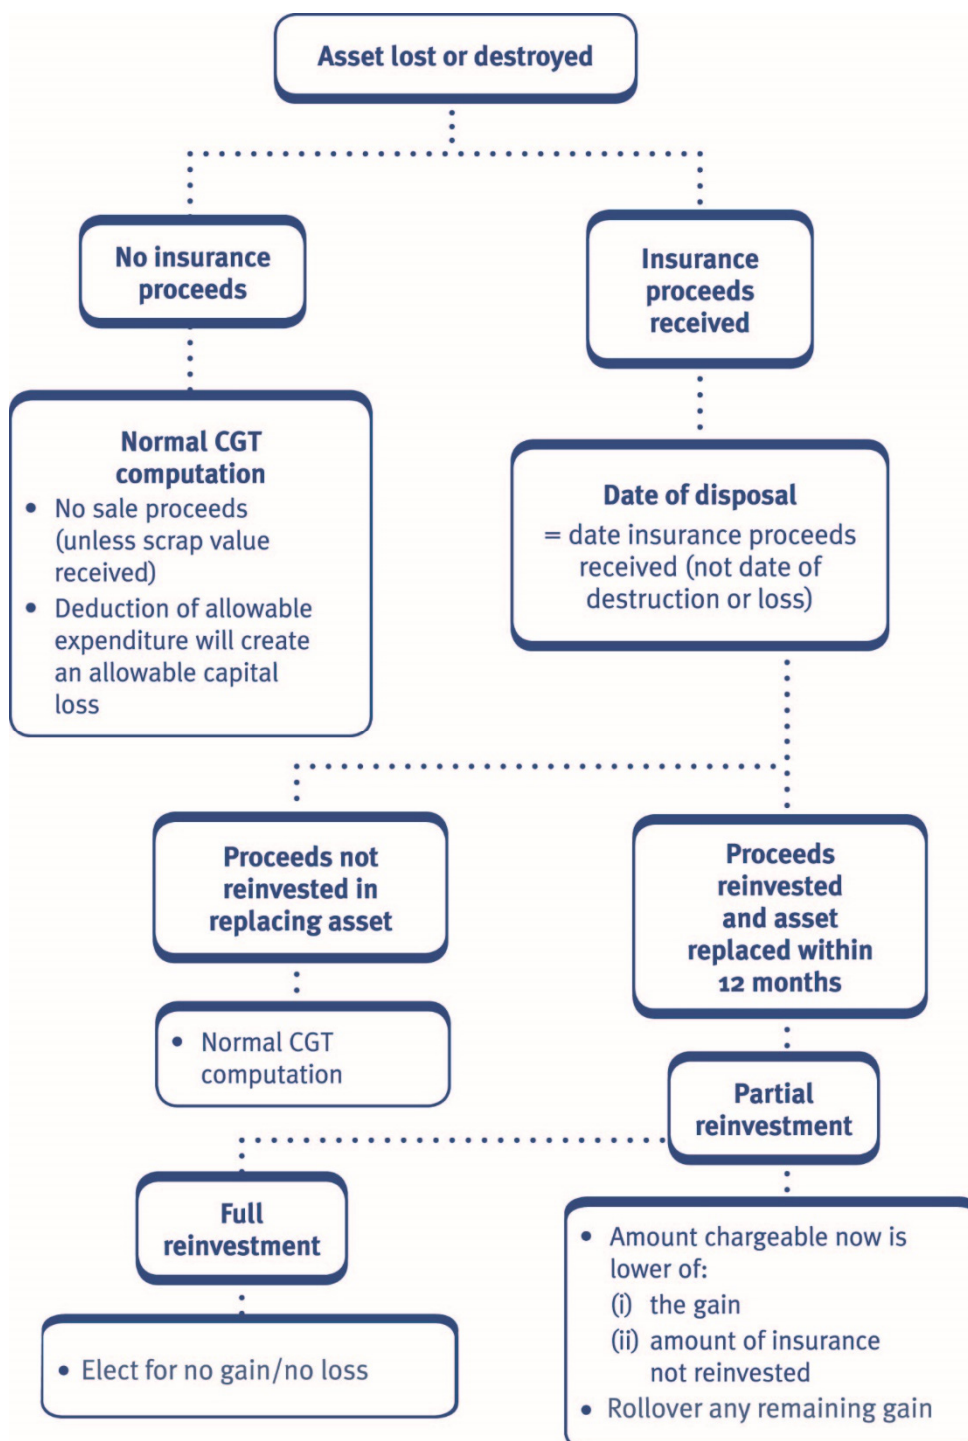 Asset lost or destroyed
No insurance
proceeds
Insurance
proceeds
received
Normal CGT
computation
• No sale proceeds
(unless scrap value
received)
• Deduction of allowable
expenditure will create
an allowable capital
loss
Date of disposal
= date insurance proceeds
received (not date of
destruction or loss)
Proceeds not
reinvested in
replacing asset
Proceeds
reinvested
and asset
replaced within
12 months
• Normal CGT
computation
Partial
reinvestment
Full
reinvestment
• Amount chargeable now is
lower of:
(i) the gain
(ii) amount of insurance
not reinvested
• Rollover any remaining gain
• Elect for no gain/no loss